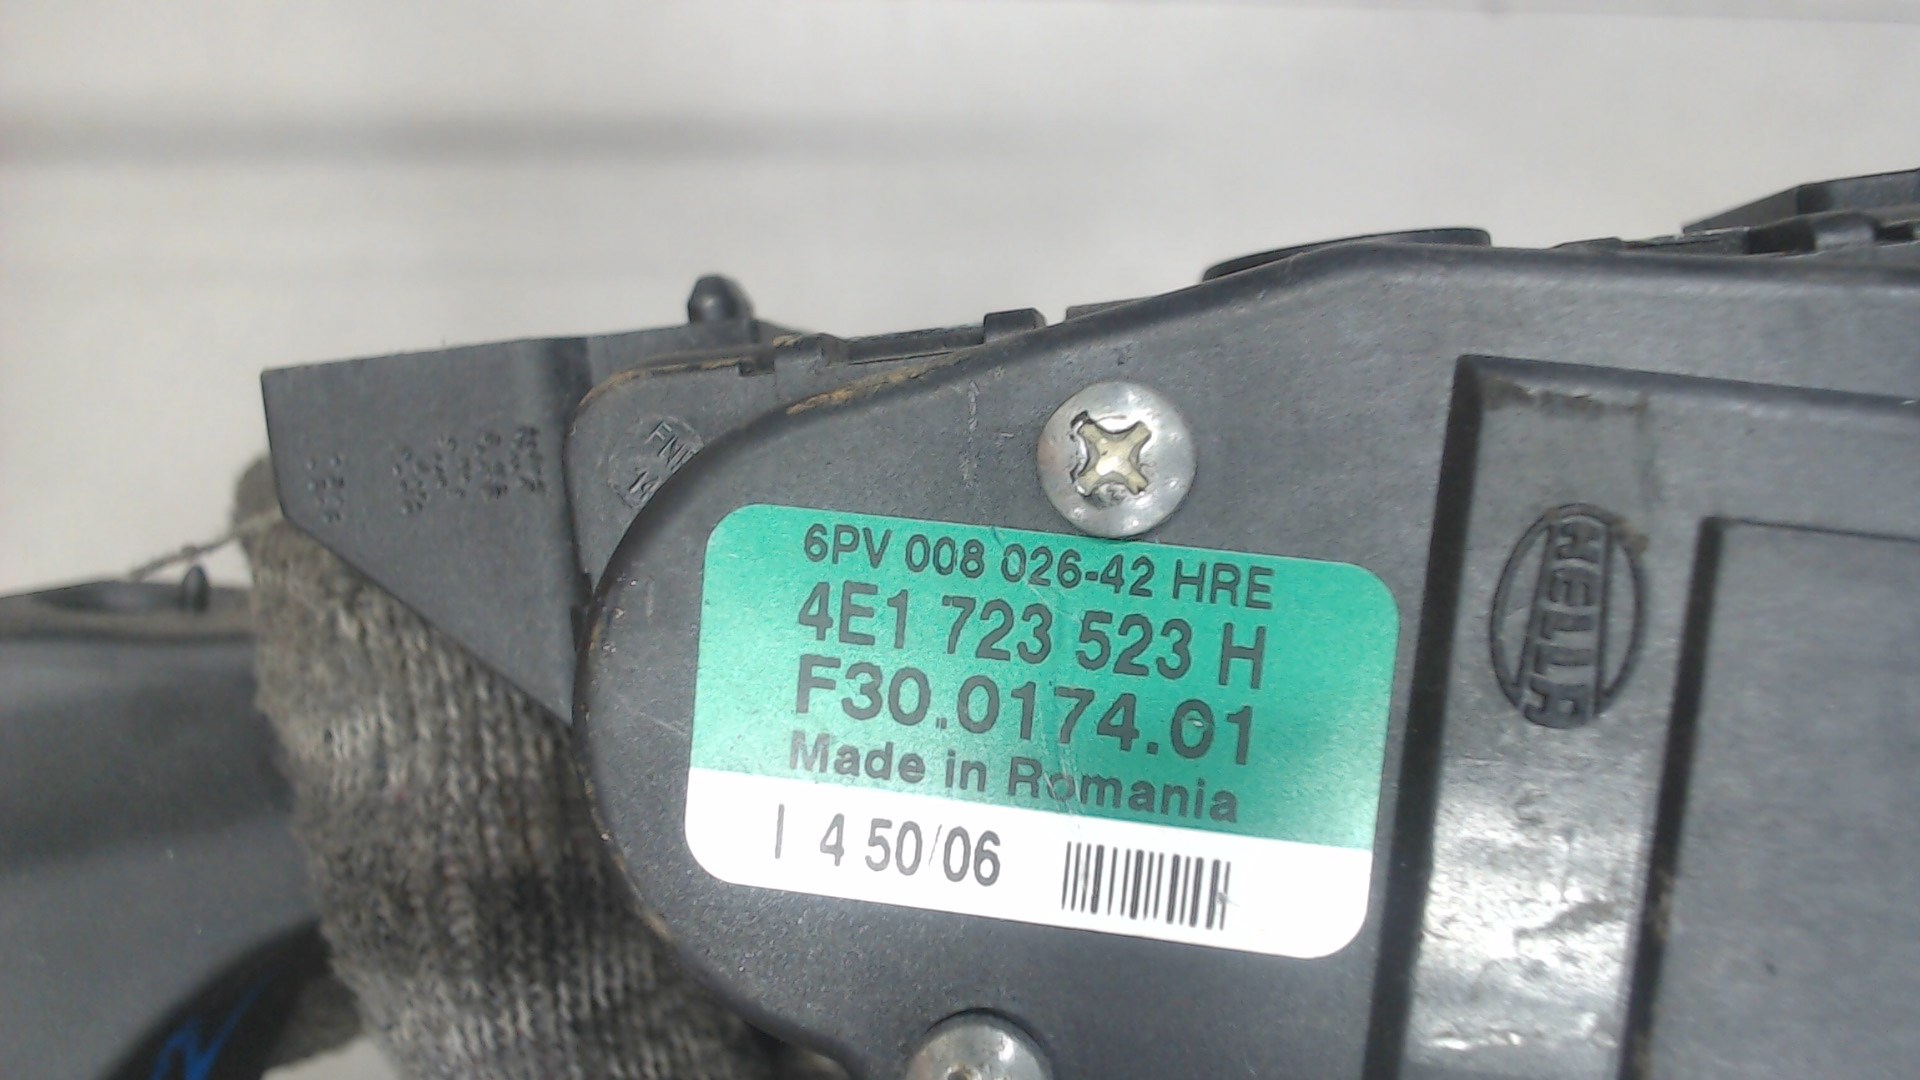 6PV 008 026-42 HRE
4E1 723 523 H
F30.0174.01
Made in Romania
I 4 50/06
HELLA